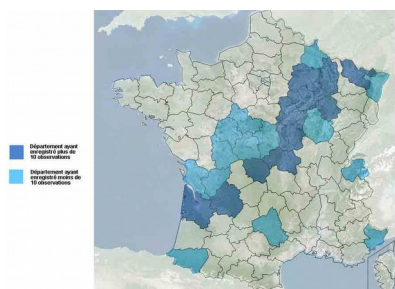 Département ayant
enregistré plus de
10 observations
Département ayant
enregistré moins de
10 observations